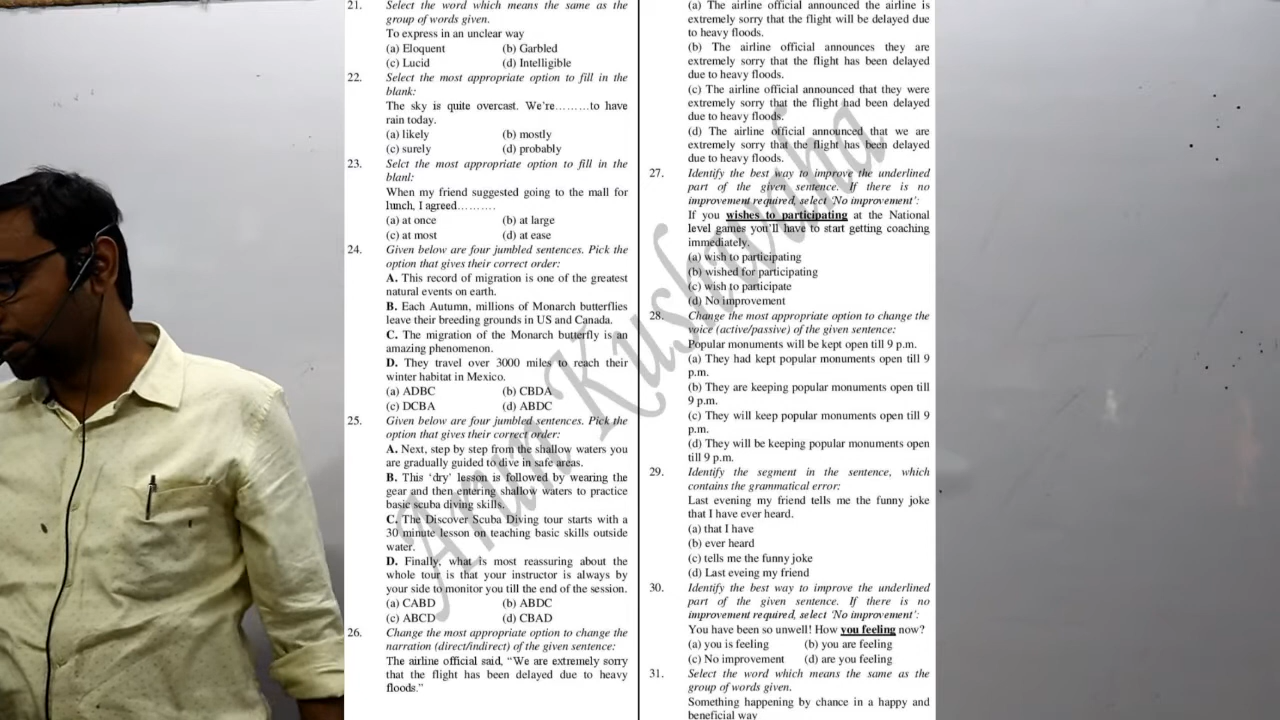 21. Select the word which means the same as the
group of words given.
To express in an unclear way
(a) Eloquent (b) Garbled
(c) Lucid (d) Intelligible
22. Select the most appropriate option to fill in the
blank:
The sky is quite overcast. We're………to have
rain today.
(a) likely (b) mostly
(c) surely (d) probably
23. Selct the most appropriate option to fill in the
blanl:
When my friend suggested going to the mall for
lunch, I agreed……….
(a) at once (b) at large
(c) at most (d) at ease
24. Given below are four jumbled sentences. Pick the
option that gives their correct order:
A. This record of migration is one of the greatest
natural events on earth.
B. Each Autumn, millions of Monarch butterflies
leave their breeding grounds in US and Canada.
C. The migration of the Monarch butterfly is an
amazing phenomenon.
D. They travel over 3000 miles to reach their
winter habitat in Mexico.
(a) ADBC (b) CBDA
(c) DCBA (d) ABDC
25. Given below are four jumbled sentences. Pick the
option that gives their correct order:
A. Next, step by step from the shallow waters you
are gradually guided to dive in safe areas.
B. This 'dry' lesson is followed by wearing the
gear and then entering shallow waters to practice
basic scuba diving skills.
C. The Discover Scuba Diving tour starts with a
30 minute lesson on teaching basic skills outside
water.
D. Finally, what is most reassuring about the
whole tour is that your instructor is always by
your side to monitor you till the end of the session.
(a) CABD (b) ABDC
(c) ABCD (d) CBAD
26. Change the most appropriate option to change the
narration (direct/indirect) of the given sentence:
The airline official said, "We are extremely sorry
that the flight has been delayed due to heavy
floods."
(a) The airline official announced the airline is
extremely sorry that the flight will be delayed due
to heavy floods.
(b) The airline official announces they are
extremely sorry that the flight has been delayed
due to heavy floods.
(c) The airline official announced that they were
extremely sorry that the flight had been delayed
due to heavy floods.
(d) The airline official announced that we are
extremely sorry that the flight has been delayed
due to heavy floods.
27. Identify the best way to improve the underlined
part of the given sentence. If there is no
improvement required, select 'No improvement':
If you wishes to participating at the National
level games you'll have to start getting coaching
immediately.
(a) wish to participating
(b) wished for participating
(c) wish to participate
(d) No improvement
28. Change the most appropriate option to change the
voice (active/passive) of the given sentence:
Popular monuments will be kept open till 9 p.m.
(a) They had kept popular monuments open till 9
p.m.
(b) They are keeping popular monuments open till
9 p.m.
(c) They will keep popular monuments open till 9
p.m.
(d) They will be keeping popular monuments open
till 9 p.m.
29. Identify the segment in the sentence, which
contains the grammatical error:
Last evening my friend tells me the funny joke
that I have ever heard.
(a) that I have
(b) ever heard
(c) tells me the funny joke
(d) Last eveing my friend
30. Identify the best way to improve the underlined
part of the given sentence. If there is no
improvement required, select 'No improvement':
You have been so unwell! How you feeling now?
(a) you is feeling (b) you are feeling
(c) No improvement (d) are you feeling
31. Select the word which means the same as the
group of words given.
Something happening by chance in a happy and
beneficial way
Arun Kushwaha